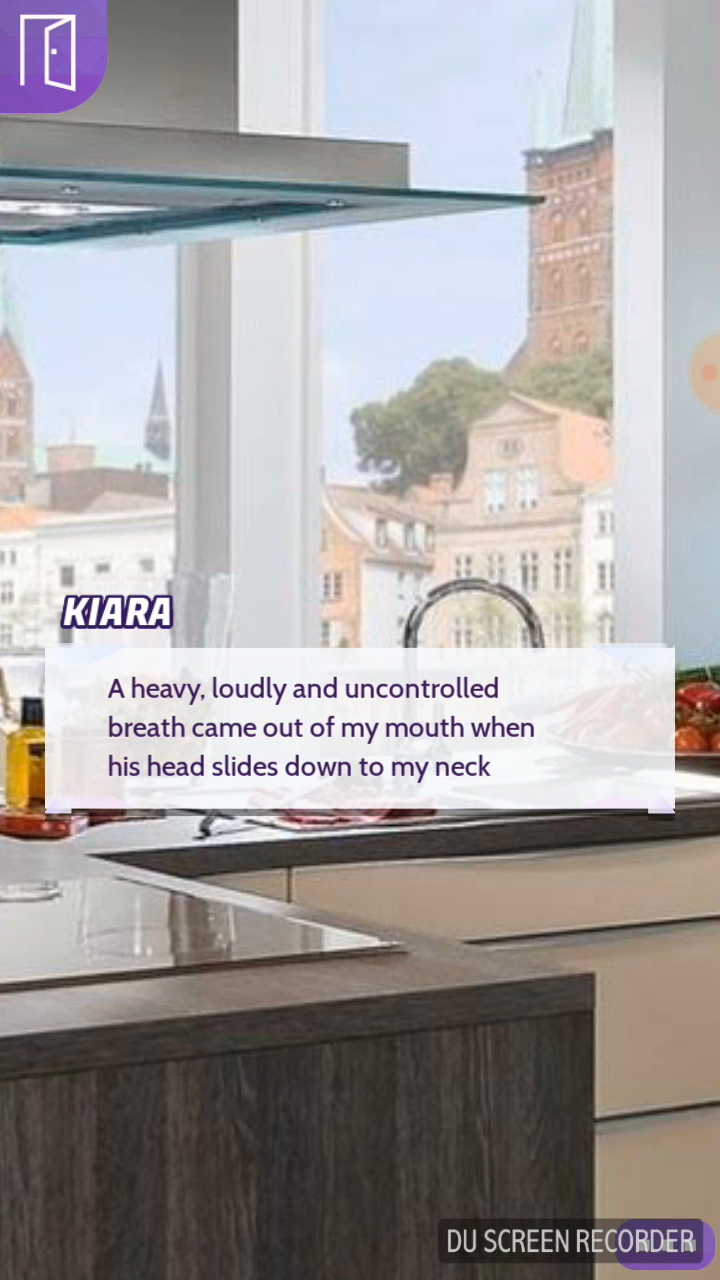 KIARA
A heavy, loudly and uncontrolled
breath came out of my mouth when
his head slides down to my neck
DU SCREEN RECORDER